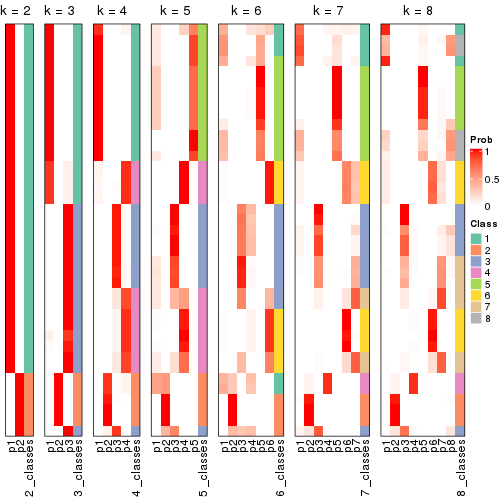 k = 2 k = 3 k = 4 k = 5 k = 6 k = 7 k = 8
Prob
1
0.5
0
Class
1
2
3
4
5
6
7
8
p1 p2 2_classes
p1 p2 p3 3_classes
p1 p2 p3 p4 4_classes
p1 p2 p3 p4 p5 5_classes
p1 p2 p3 p4 p5 p6 6_classes
p1 p2 p3 p4 p5 p6 p7 7_classes
p1 p2 p3 p4 p5 p6 p7 p8 8_classes